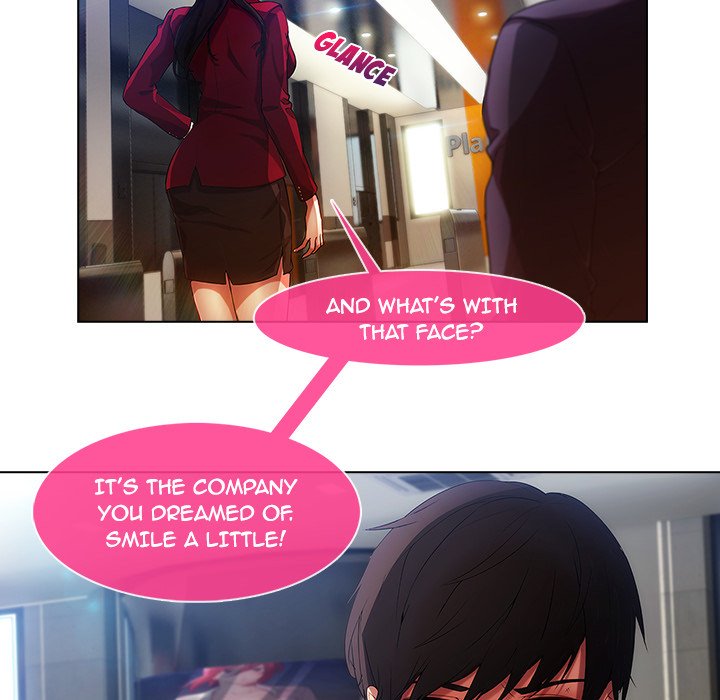 GLANCE
Pla
AND WHAT'S WITH
THAT FACE?
IT'S THE COMPANY
YOU DREAMED OF.
SMILE A LITTLE!